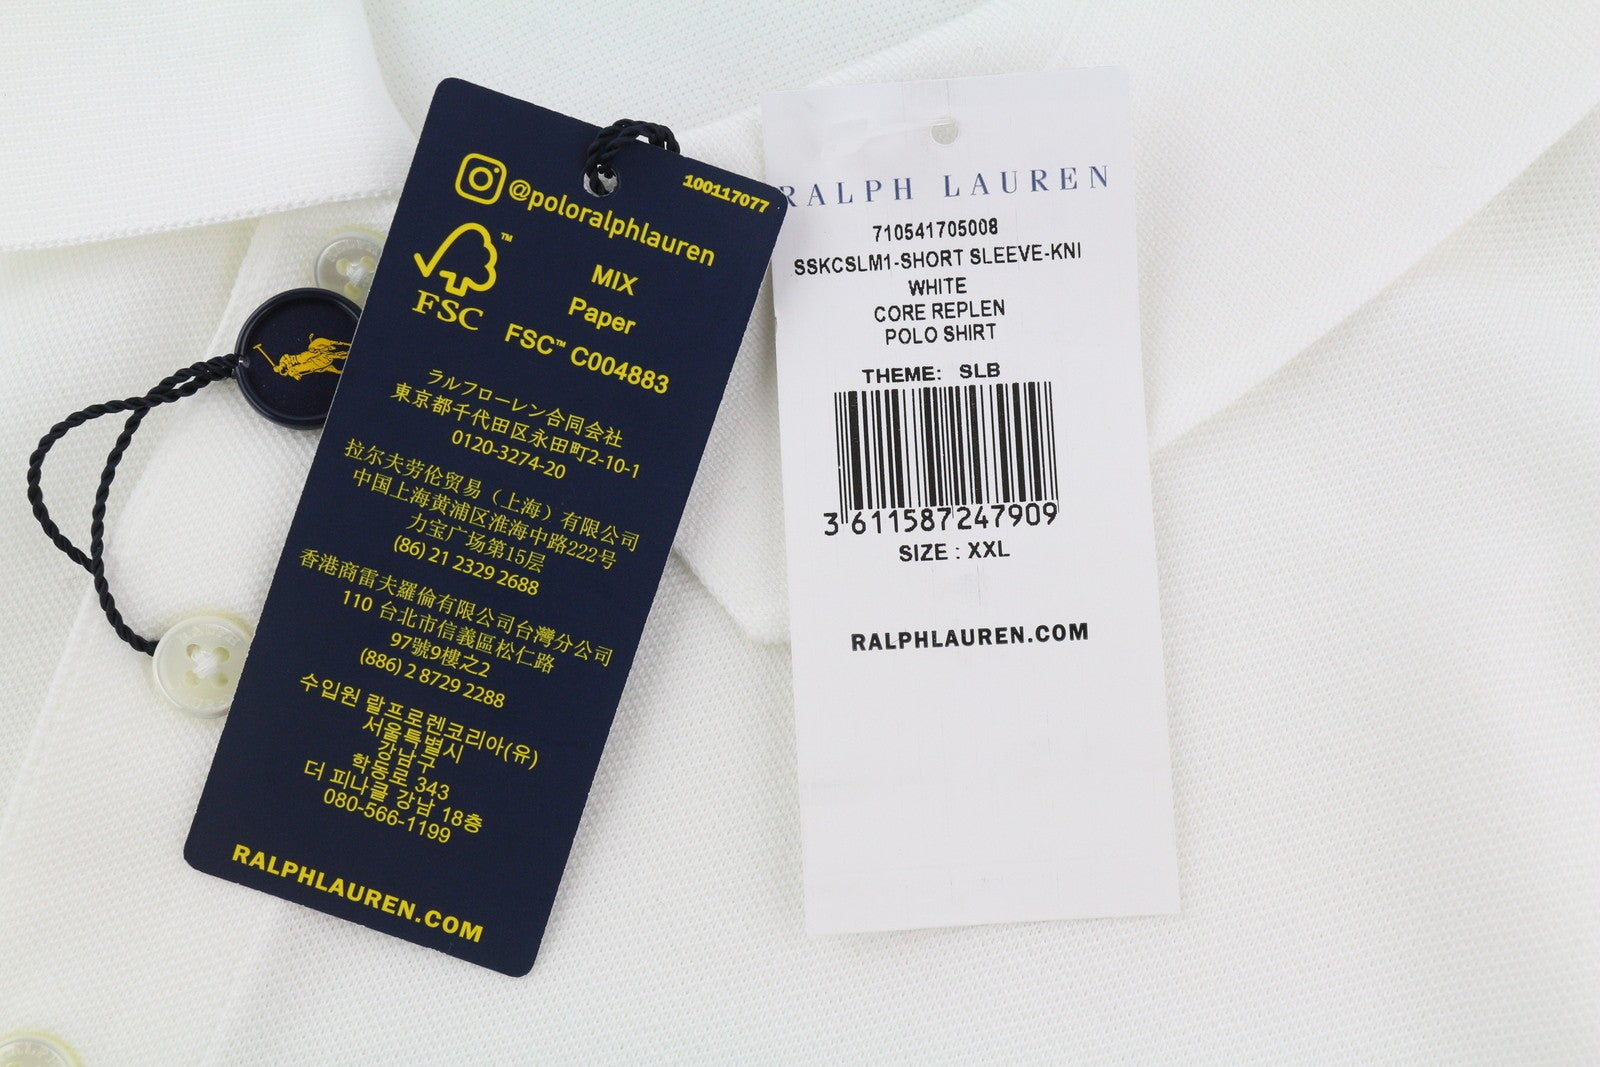 @poloralphlauren
100117077
FSC
™
MIX
Paper
FSC™ C004883
ラルフローレン合同会社
東京都千代田区永田町2-10-1
0120-3274-20
拉尔夫劳伦贸易（上海）有限公司
中国上海黄浦区淮海中路222号
力宝广场第15层
(86) 21 2329 2688
香港商雷夫羅倫有限公司台灣分公司
110 台北市信義區松仁路
97號9樓之2
(886) 2 8729 2288
수입원 랄프로렌코리아(유)
서울특별시
강남구
학동로 343
더 피나클 강남 18층
080-566-1199
RALPHLAUREN.COM
RALPH LAUREN
710541705008
SSKCSLM1-SHORT SLEEVE-KNI
WHITE
CORE REPLEN
POLO SHIRT
THEME: SLB
3 611587 247909
SIZE : XXL
RALPHLAUREN.COM